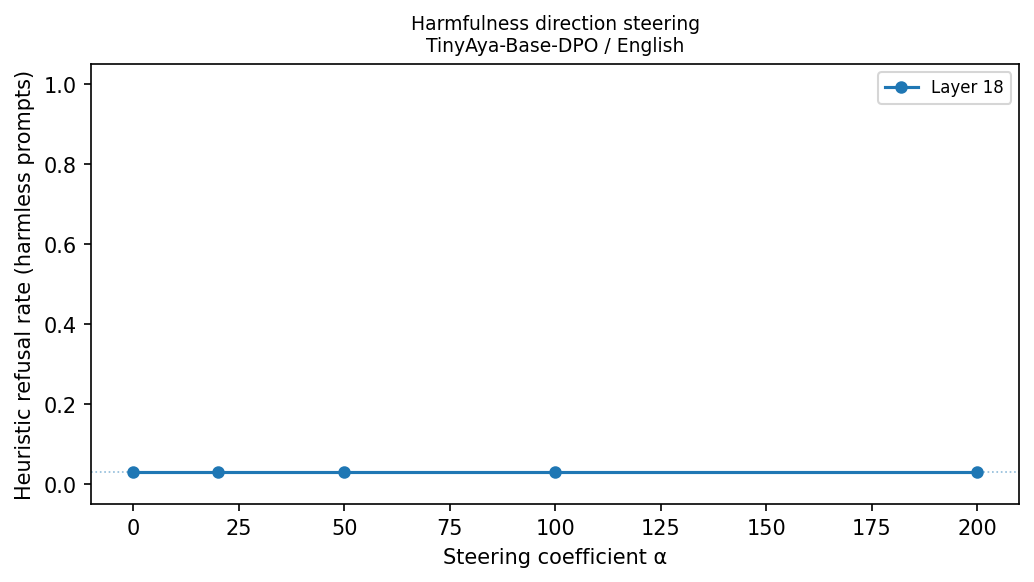 Harmfulness direction steering
TinyAya-Base-DPO / English
Layer 18
Heuristic refusal rate (harmless prompts)
1.0
0.8
0.6
0.4
0.2
0.0
0 25 50 75 100 125 150 175 200
Steering coefficient α